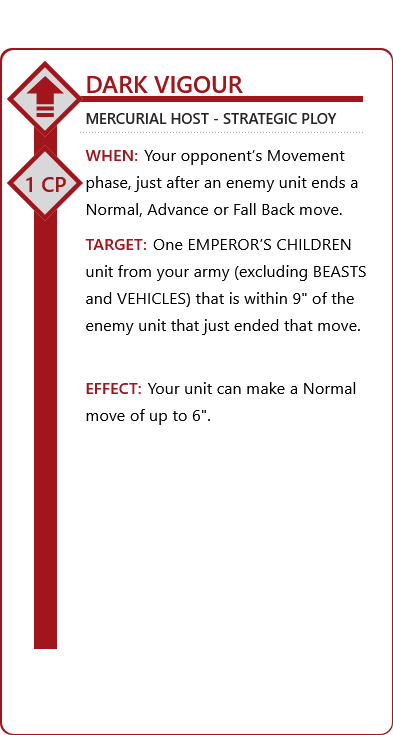 DARK VIGOUR
MERCURIAL HOST - STRATEGIC PLOY
1 CP
WHEN: Your opponent’s Movement
phase, just after an enemy unit ends a
Normal, Advance or Fall Back move.
TARGET: One EMPEROR’S CHILDREN
unit from your army (excluding BEASTS
and VEHICLES) that is within 9" of the
enemy unit that just ended that move.
EFFECT: Your unit can make a Normal
move of up to 6".